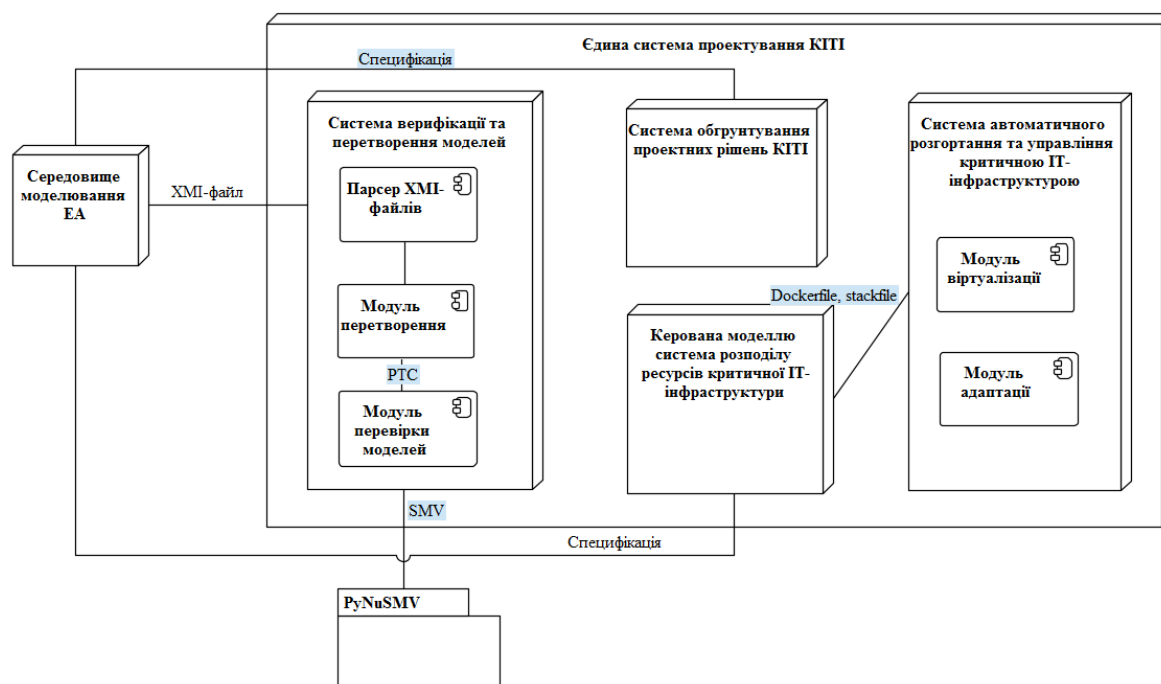 Єдина система проектування КІТІ
Специфікація
Система верифікації та
перетворення моделей
Парсер XMI-
файлів
Модуль
перетворення
РТС
Модуль
перевірки
моделей
Система обгрунтування
проектних рішень КІТІ
Система автоматичного
розгортання та управління
критичною ІТ-
інфраструктурою
Модуль
віртуалізації
Модуль
адаптації
Середовище
моделювання
EA
XMI-файл
Dockerfile, stackfile
Керована моделлю
система розподілу
ресурсів критичної ІТ-
інфраструктури
SMV
Специфікація
PyNuSMV